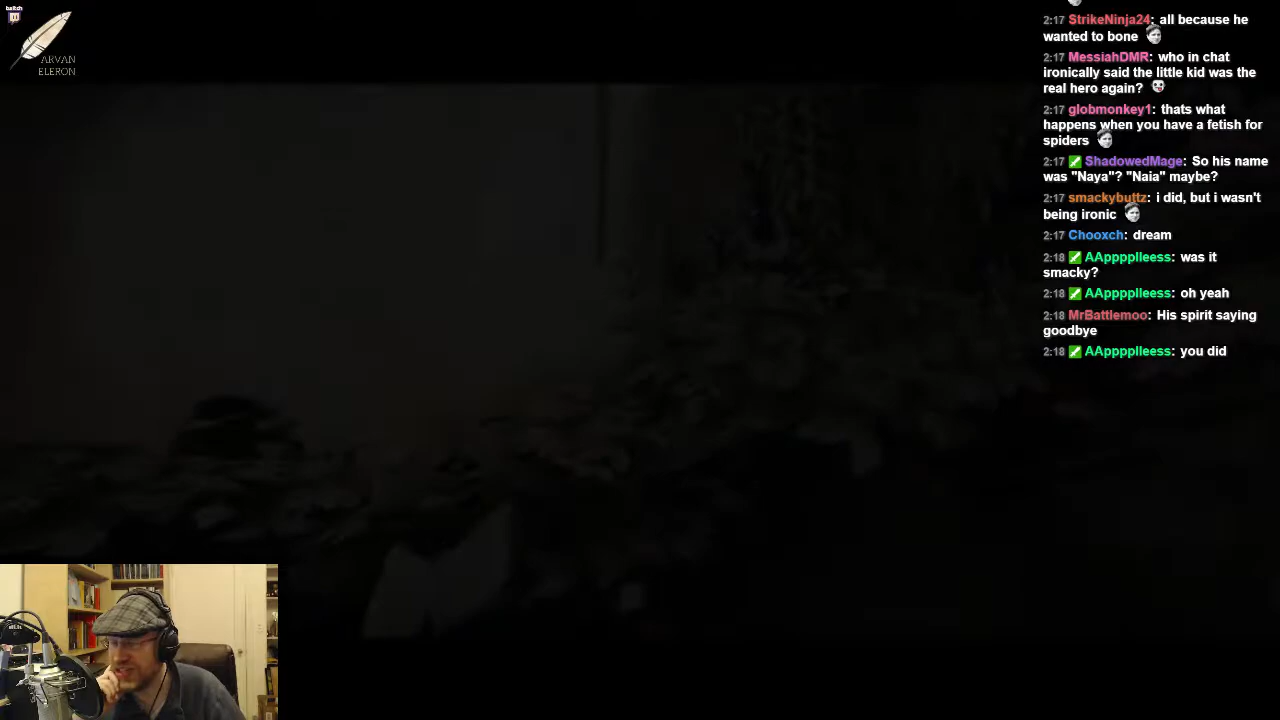 twitch
ARVAN
ELERON
2:17 StrikeNinja24: all because he
wanted to bone
2:17 MessiahDMR: who in chat
ironically said the little kid was the
real hero again?
2:17 globmonkey1: thats what
happens when you have a fetish for
spiders
2:17 ShadowedMage: So his name
was "Naya"? "Naia" maybe?
2:17 smackybuttz: i did, but i wasn't
being ironic
2:17 Chooxch: dream
2:18 AApppplleess: was it
smacky?
2:18 AApppplleess: oh yeah
2:18 MrBattlemoo: His spirit saying
goodbye
2:18 AApppplleess: you did